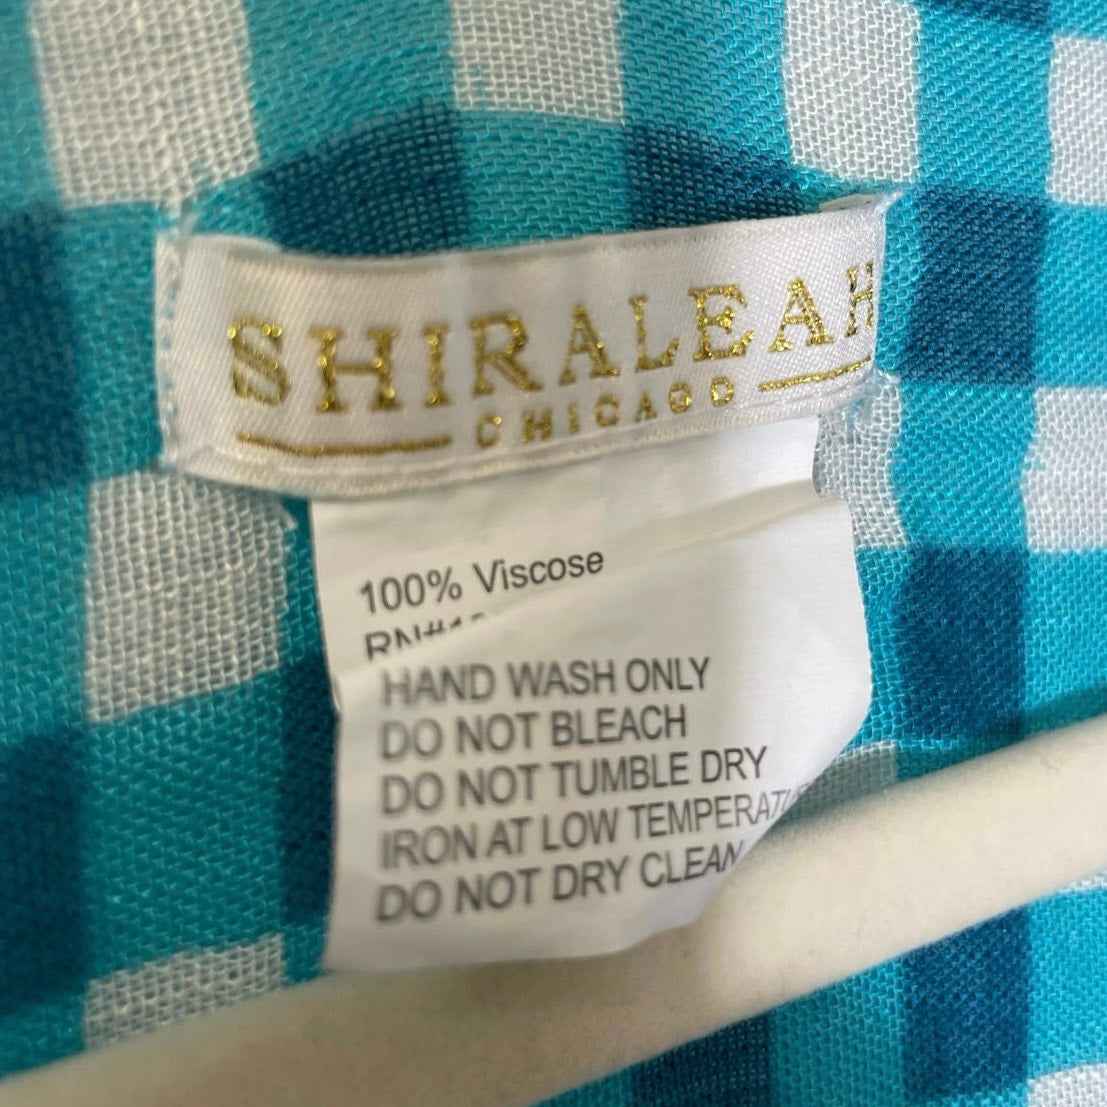 SHIRALEAH
CHICAGO
100% Viscose
HAND WASH ONLY
DO NOT BLEACH
DO NOT TUMBLE DRY
IRON AT LOW
DO NOT DRY CLEAN